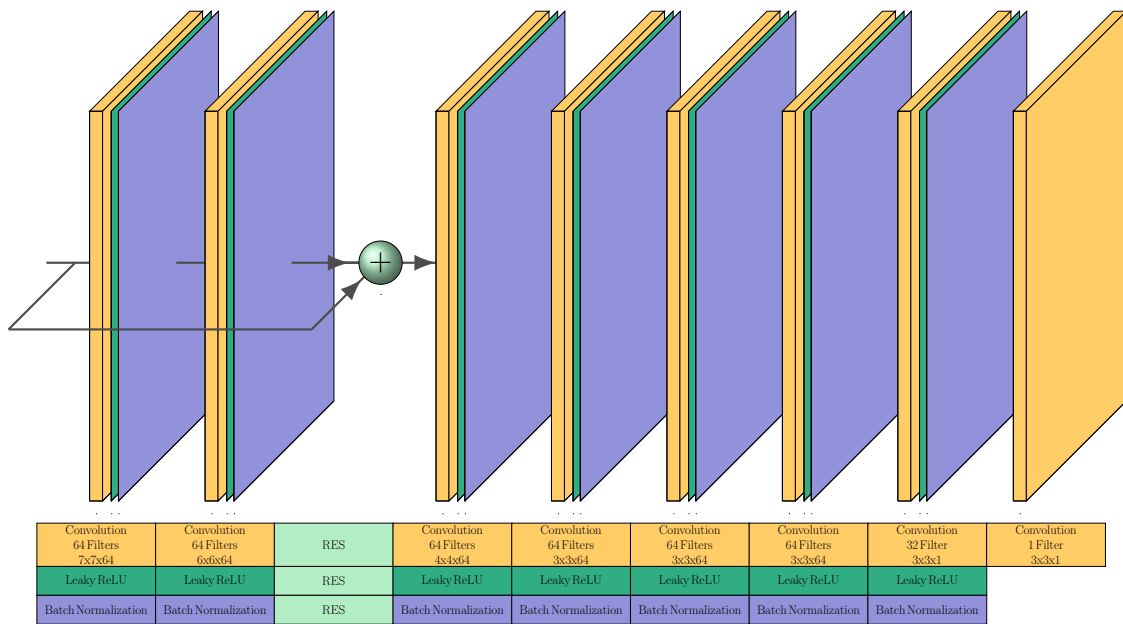 Convolution
64 Filters
7x7x64
Convolution
64 Filters
6x6x64
RES
Convolution
64 Filters
4x4x64
Convolution
64 Filters
3x3x64
Convolution
64 Filters
3x3x64
Convolution
64 Filters
3x3x64
Convolution
32 Filter
3x3x1
Convolution
1 Filter
3x3x1
Leaky ReLU
Leaky ReLU
RES
Leaky ReLU
Leaky ReLU
Leaky ReLU
Leaky ReLU
Leaky ReLU
Batch Normalization
Batch Normalization
RES
Batch Normalization
Batch Normalization
Batch Normalization
Batch Normalization
Batch Normalization